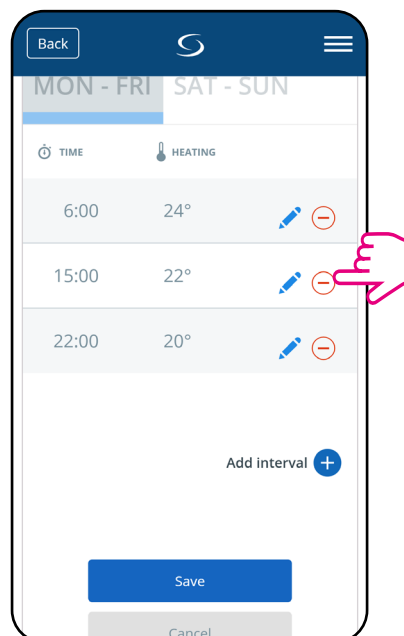 Back
MON - FRI SAT - SUN
TIME HEATING
6:00 24°
15:00 22°
22:00 20°
Add interval
Save
Cancel